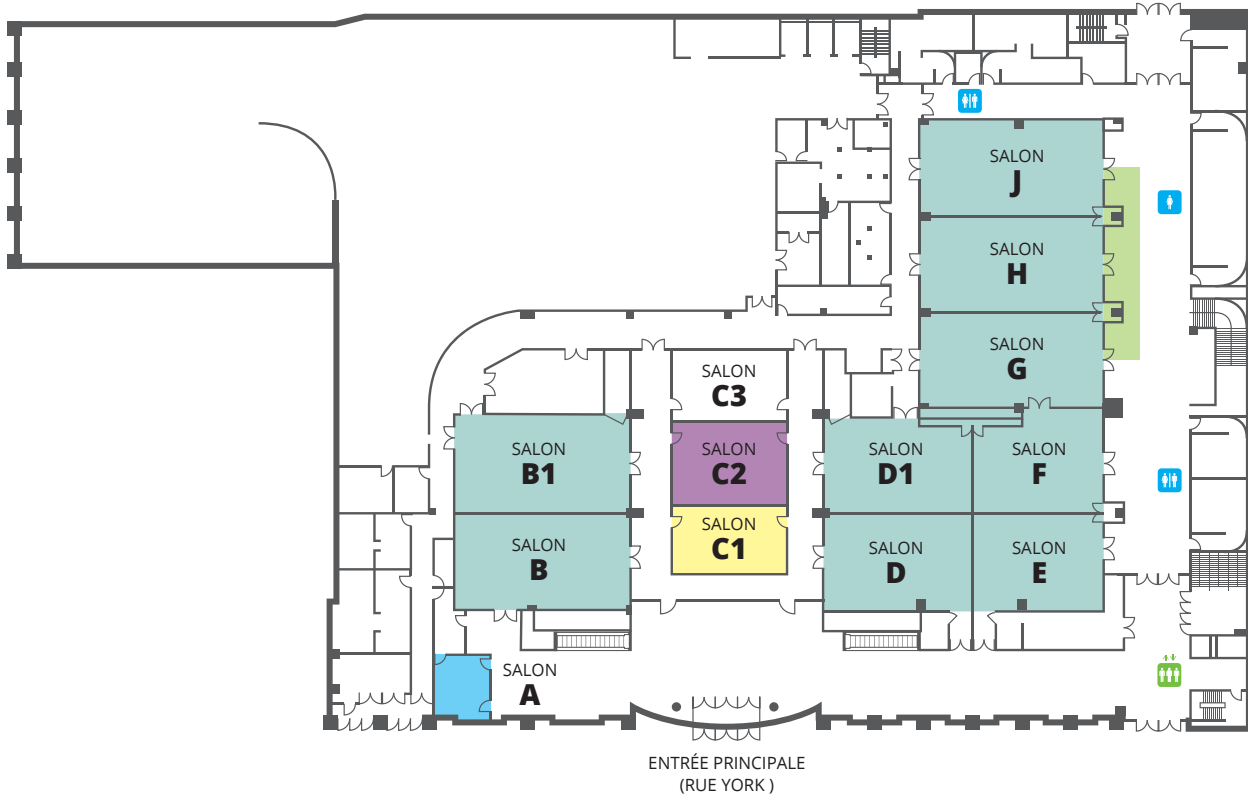 SALON
J
SALON
H
SALON
G
SALON
C3
SALON
B1
SALON
C2
SALON
D1
SALON
F
SALON
C1
SALON
B
SALON
D
SALON
E
SALON
A
ENTRÉE PRINCIPALE
(RUE YORK )